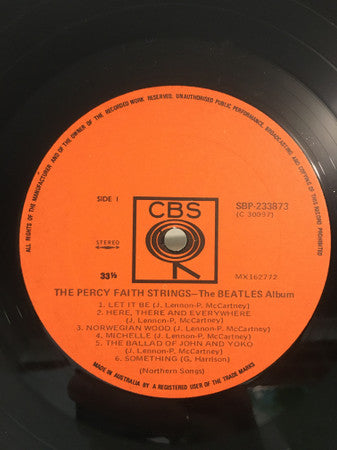 ALL RIGHTS OF THE MANUFACTURER AND OF THE OWNER OF THE RECORDED WORK RESERVED. UNAUTHORISED PUBLIC PERFORMANCE, BROADCASTING AND COPYING OF THIS RECORD PROHIBITED
SIDE 1
CBS
SBP-233873
(C 30097)
STEREO
33⅓
MX162772
THE PERCY FAITH STRINGS—The BEATLES Album
1. LET IT BE (J. Lennon-P. McCartney)
2. HERE, THERE AND EVERYWHERE
(J. Lennon-P. McCartney)
3. NORWEGIAN WOOD (J. Lennon-P. McCartney)
4. MICHELLE (J. Lennon-P. McCartney)
5. THE BALLAD OF JOHN AND YOKO
(J. Lennon-P. McCartney)
6. SOMETHING (G. Harrison)
(Northern Songs)
MADE IN AUSTRALIA BY A REGISTERED USER OF THE TRADE MARKS